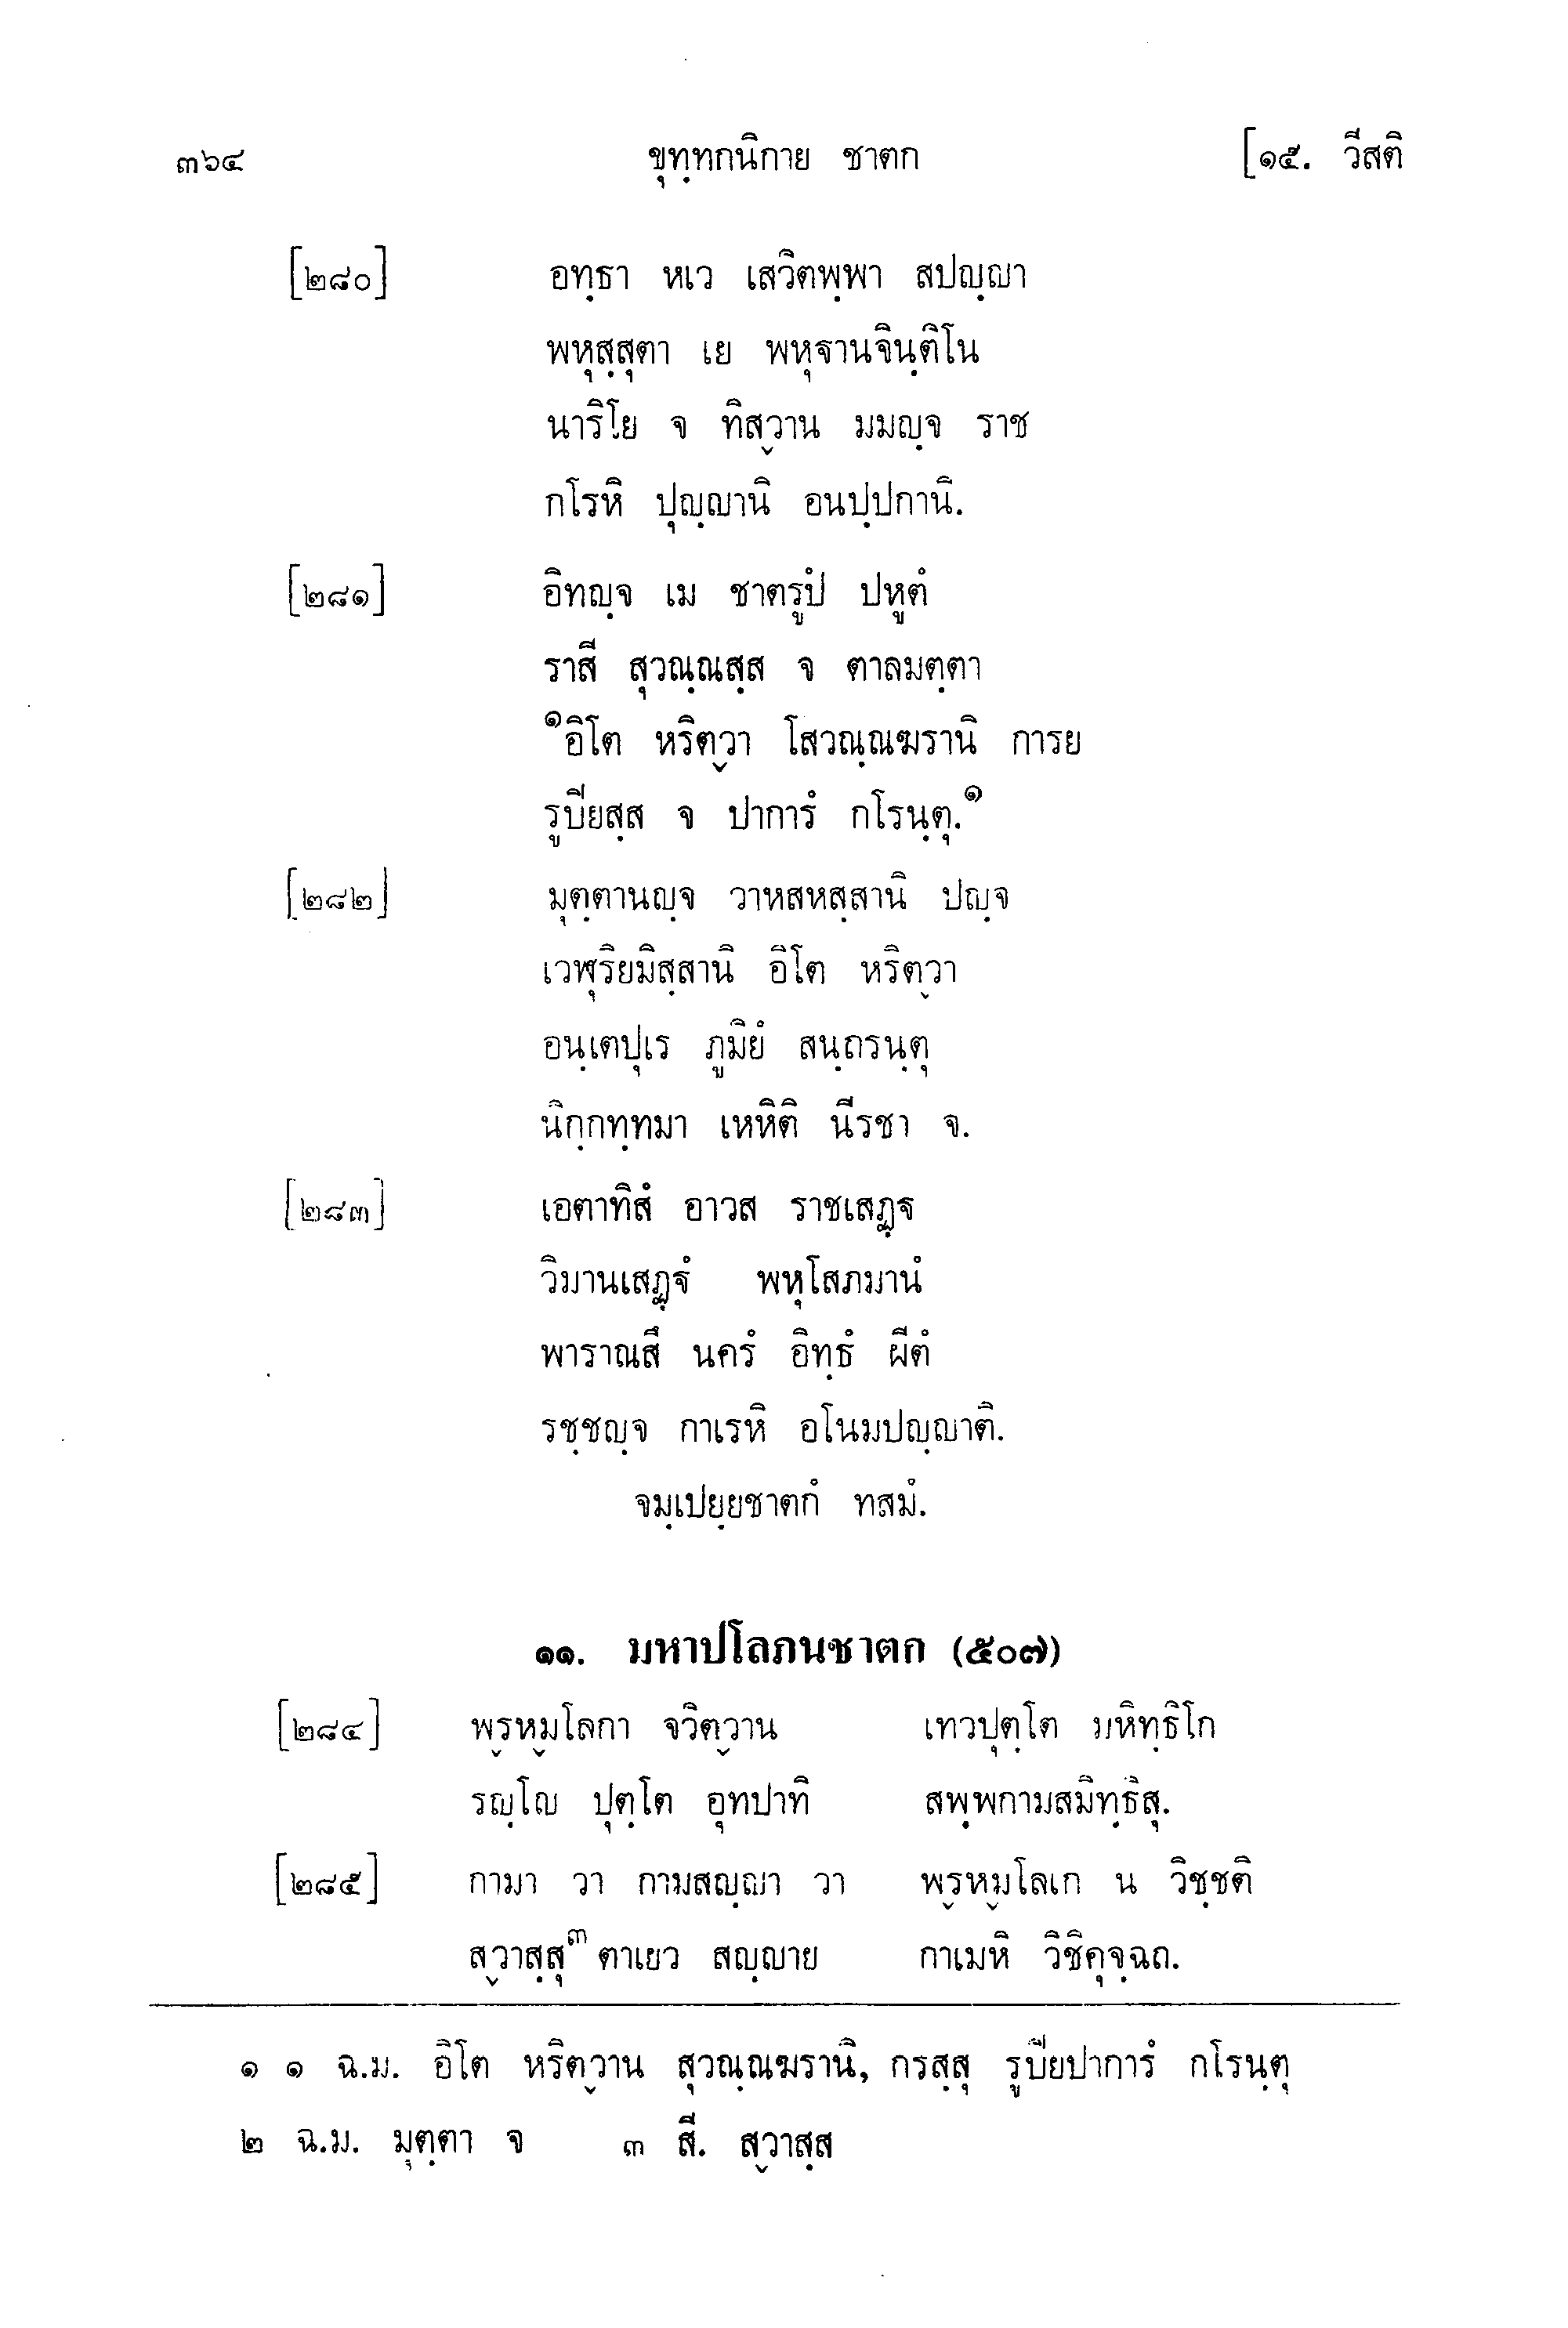 ๓๖๔ ขุทฺทกนิกาย ชาตก [๑๕. วีสติ
[๒๘๐] อทฺธา หเว เสวิตพฺพา สปญฺญา
พหุสฺสุตา เย พหุฐานจินฺติโน
นาริโย จ ทิสฺวาน มมญฺจ ราช
กโรหิ ปุญฺญานิ อนปฺปกานิ.
[๒๘๑] อิทญฺจ เม ชาตรูปํ ปหูตํ
ราสี สุวณฺณสฺส จ ตาลมตฺตา
๑อิโต หริตฺวา โสวณฺณฆรานิ การย
รูปิยสฺส จ ปาการํ กโรนฺตุ.๑
[๒๘๒] มุตฺตานญฺจ วาหสหสฺสานิ ปญฺจ
เวฬุริยมิสฺสานิ อิโต หริตฺวา
อนฺเตปุเร ภูมิยํ สนฺถรนฺตุ
นิกฺกทฺทมา เหหิติ นีรชา จ.
[๒๘๓] เอตาทิสํ อาวส ราชเสฏฺฐ
วิมานเสฏฺฐํ พหุโสภมานํ
พาราณสึ นครํ อิทฺธํ ผีตํ
รชฺชญฺจ กาเรหิ อโนมปญฺญาติ.
จมฺเปยฺยชาตกํ ทสมํ.
๑๑. มหาปโลภนชาตก (๕๐๗)
[๒๘๔] พฺรหฺมโลกา จวิตฺวาน เทวปุตฺโต มหิทฺธิโก
รญฺโญ ปุตฺโต อุทปาทิ สพฺพกามสมิทฺธิสุ.
[๒๘๕] กามา วา กามสญฺญา วา พฺรหฺมโลเก น วิชฺชติ
สฺวาสฺสุ๓ ตาเยว สญฺญาย กาเมหิ วิชิคุจฺฉถ.
๑ ๑ ฉ.ม. อิโต หริตฺวาน สุวณฺณฆรานิ, กรสฺสุ รูปิยปาการํ กโรนฺตุ
๒ ฉ.ม. มุตฺตา จ ๓ สี. สฺวาสฺส